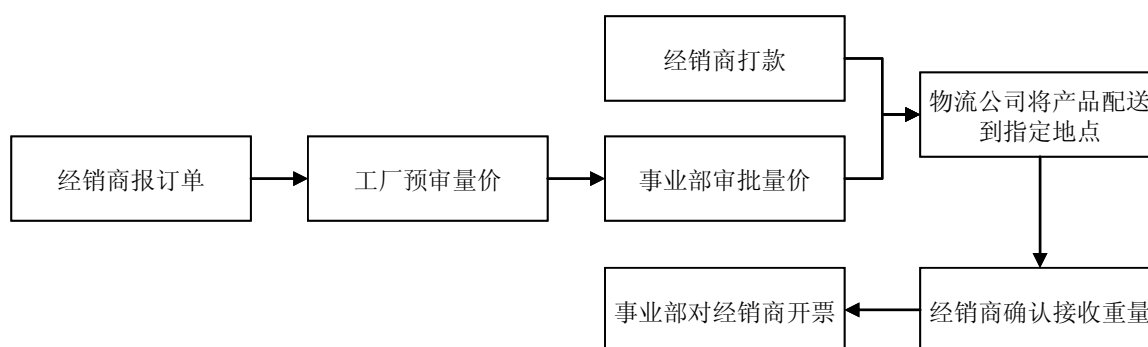 经销商打款
物流公司将产品配送
到指定地点
经销商报订单
工厂预审量价
事业部审批量价
事业部对经销商开票
经销商确认接收重量